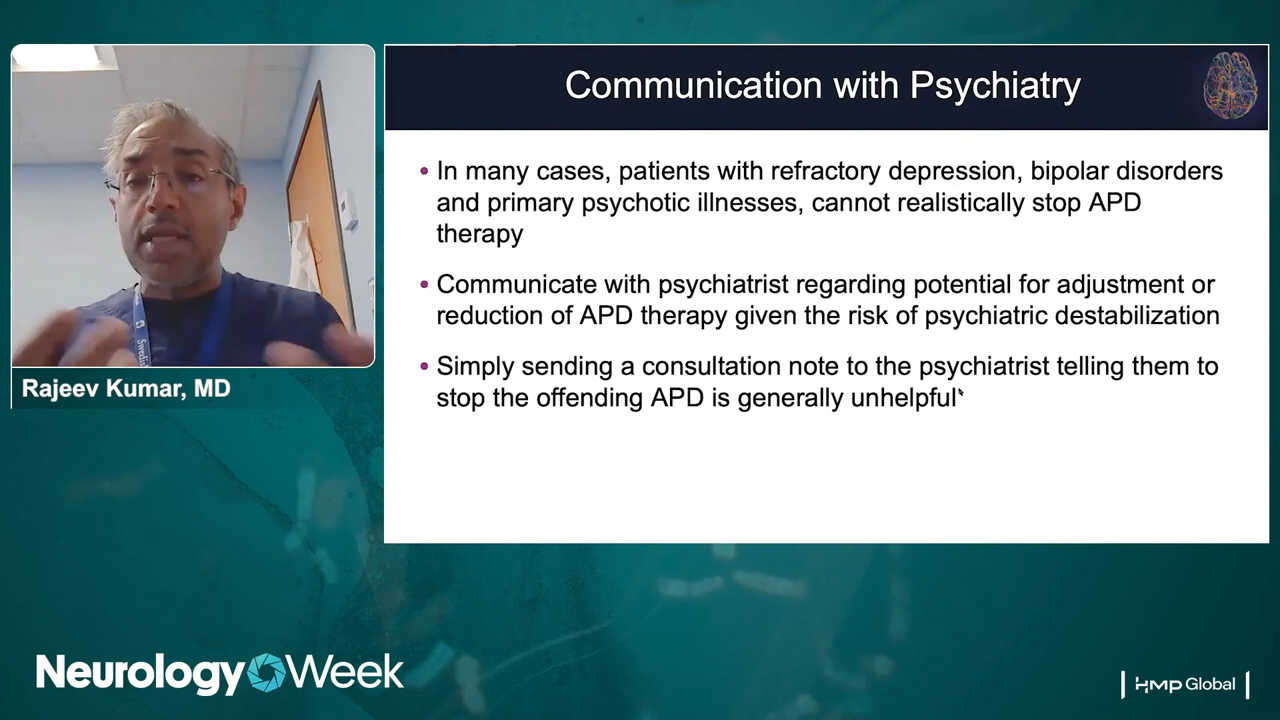 Communication with Psychiatry
• In many cases, patients with refractory depression, bipolar disorders
and primary psychotic illnesses, cannot realistically stop APD
therapy
• Communicate with psychiatrist regarding potential for adjustment or
reduction of APD therapy given the risk of psychiatric destabilization
• Simply sending a consultation note to the psychiatrist telling them to
stop the offending APD is generally unhelpful
Rajeev Kumar, MD
Neurology Week
HMP Global